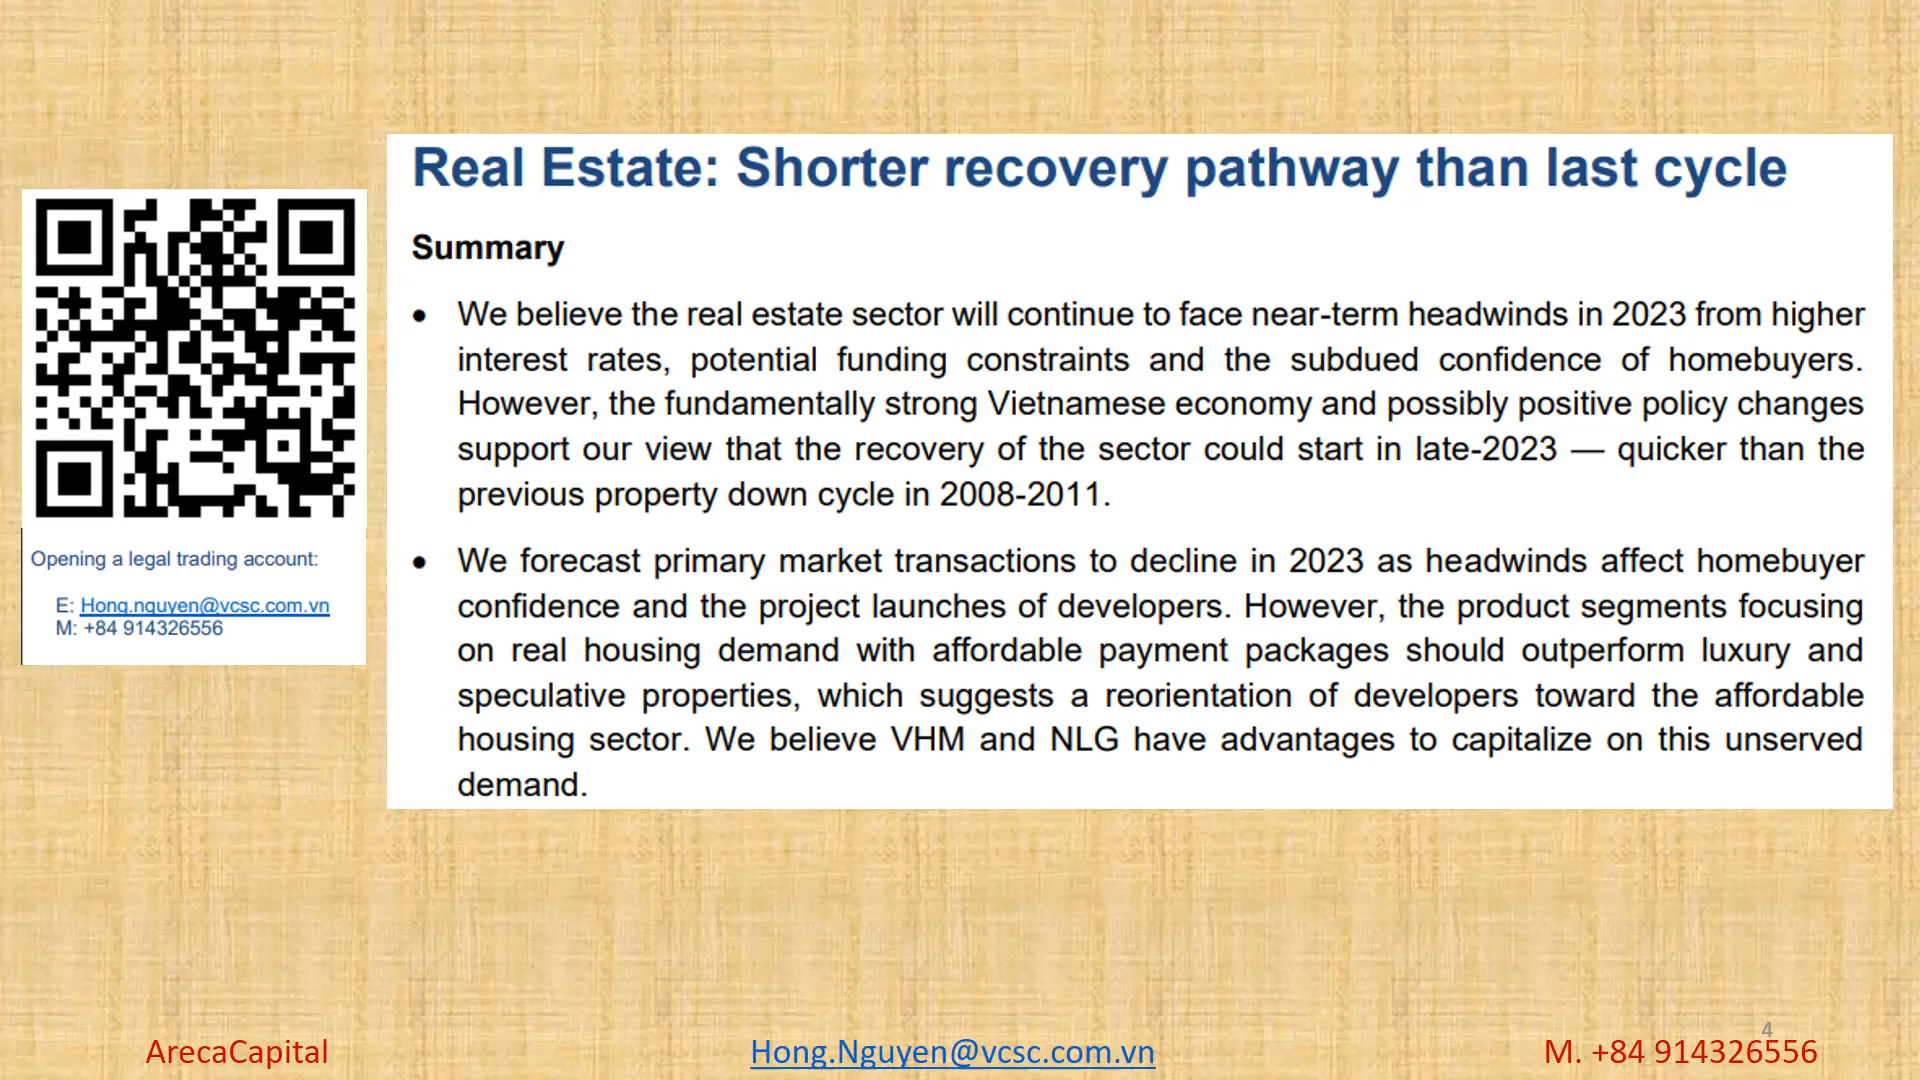 Real Estate: Shorter recovery pathway than last cycle
Summary
• We believe the real estate sector will continue to face near-term headwinds in 2023 from higher
interest rates, potential funding constraints and the subdued confidence of homebuyers.
However, the fundamentally strong Vietnamese economy and possibly positive policy changes
support our view that the recovery of the sector could start in late-2023 — quicker than the
previous property down cycle in 2008-2011.
• We forecast primary market transactions to decline in 2023 as headwinds affect homebuyer
confidence and the project launches of developers. However, the product segments focusing
on real housing demand with affordable payment packages should outperform luxury and
speculative properties, which suggests a reorientation of developers toward the affordable
housing sector. We believe VHM and NLG have advantages to capitalize on this unserved
demand.
Opening a legal trading account:
E: Hong.nguyen@vcsc.com.vn
M: +84 914326556
4
ArecaCapital
Hong.Nguyen@vcsc.com.vn
M. +84 914326556